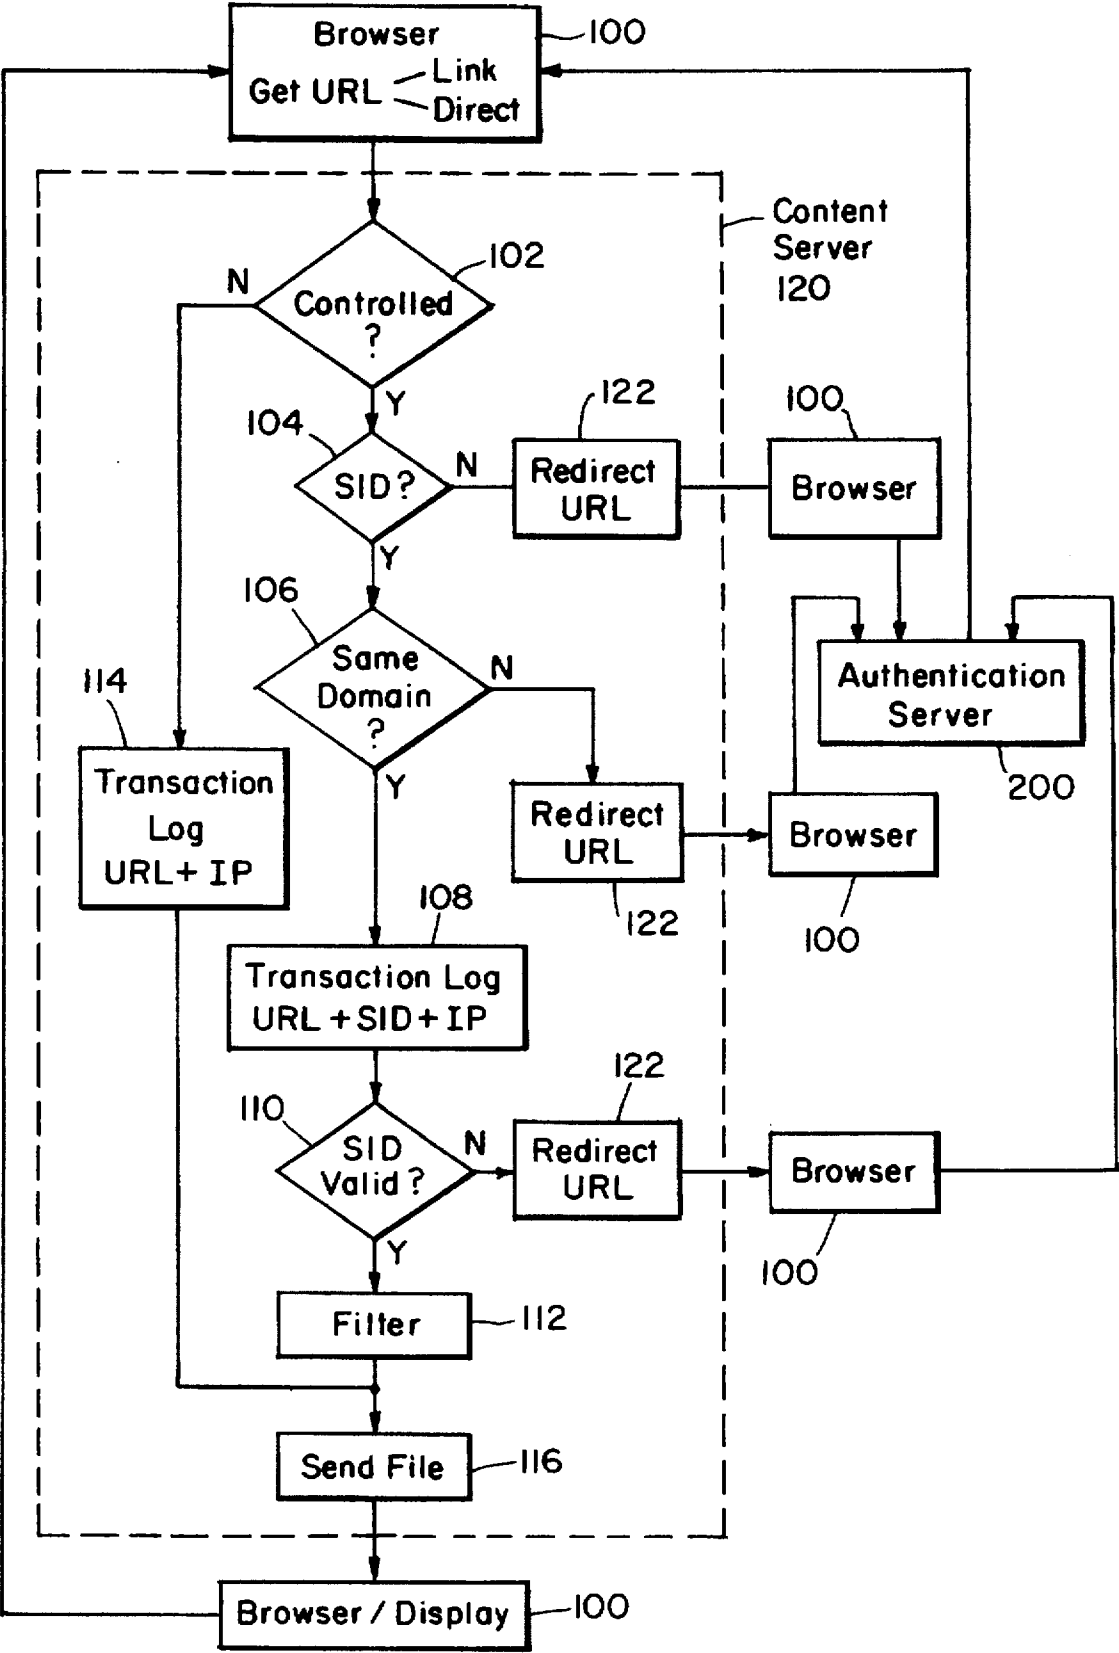 Browser
100
Get URL
Link
Direct
Content
Server
120
102
N
Controlled
?
Y
104
SID?
N
122
Redirect
URL
100
Browser
Y
106
Same
Domain
?
N
Authentication
Server
200
114
Transaction
Log
URL+ IP
Y
Redirect
URL
122
Browser
100
108
Transaction Log
URL +SID+IP
110
SID
Valid?
N
122
Redirect
URL
Browser
100
Y
Filter
112
Send File
116
Browser / Display
100